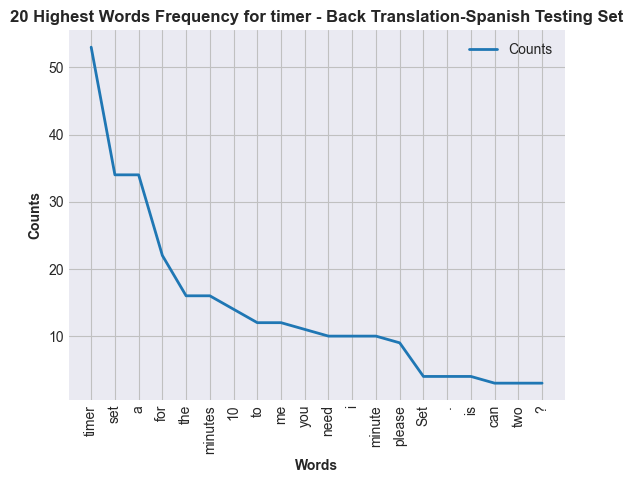 20 Highest Words Frequency for timer - Back Translation-Spanish Testing Set
Counts
50
40
30
20
10
Counts
timer
set
a
for
the
minutes
10
to
me
you
need
i
minute
please
Set
.
is
can
two
?
Words